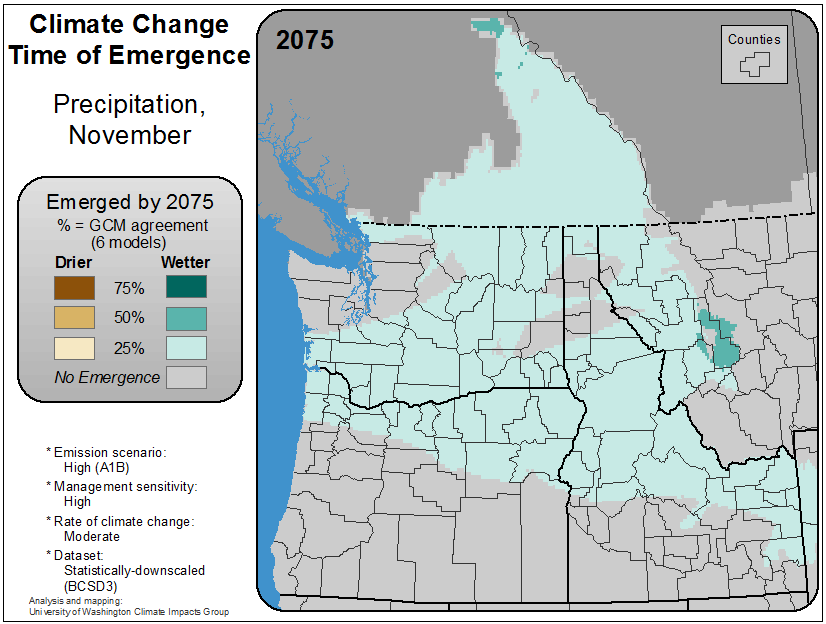 Climate Change
Time of Emergence
Precipitation,
November
Emerged by 2075
% = GCM agreement
(6 models)
Drier Wetter
75%
50%
25%
No Emergence
* Emission scenario:
High (A1B)
* Management sensitivity:
High
* Rate of climate change:
Moderate
* Dataset:
Statistically-downscaled
(BCSD3)
Analysis and mapping:
University of Washington Climate Impacts Group
2075
Counties